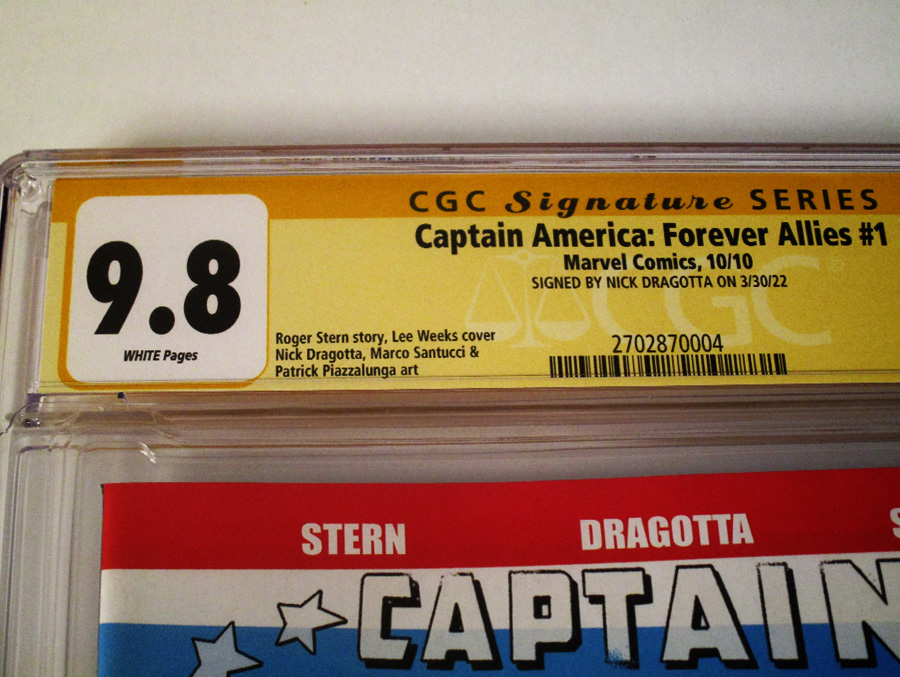 CGC Signature SERIES
Captain America: Forever Allies #1
Marvel Comics, 10/10
SIGNED BY NICK DRAGOTTA ON 3/30/22
9.8
WHITE Pages
Roger Stern story, Lee Weeks cover
Nick Dragotta, Marco Santucci &
Patrick Piazzalunga art
CGC
2702870004
STERN DRAGOTTA S
CAPTAIN